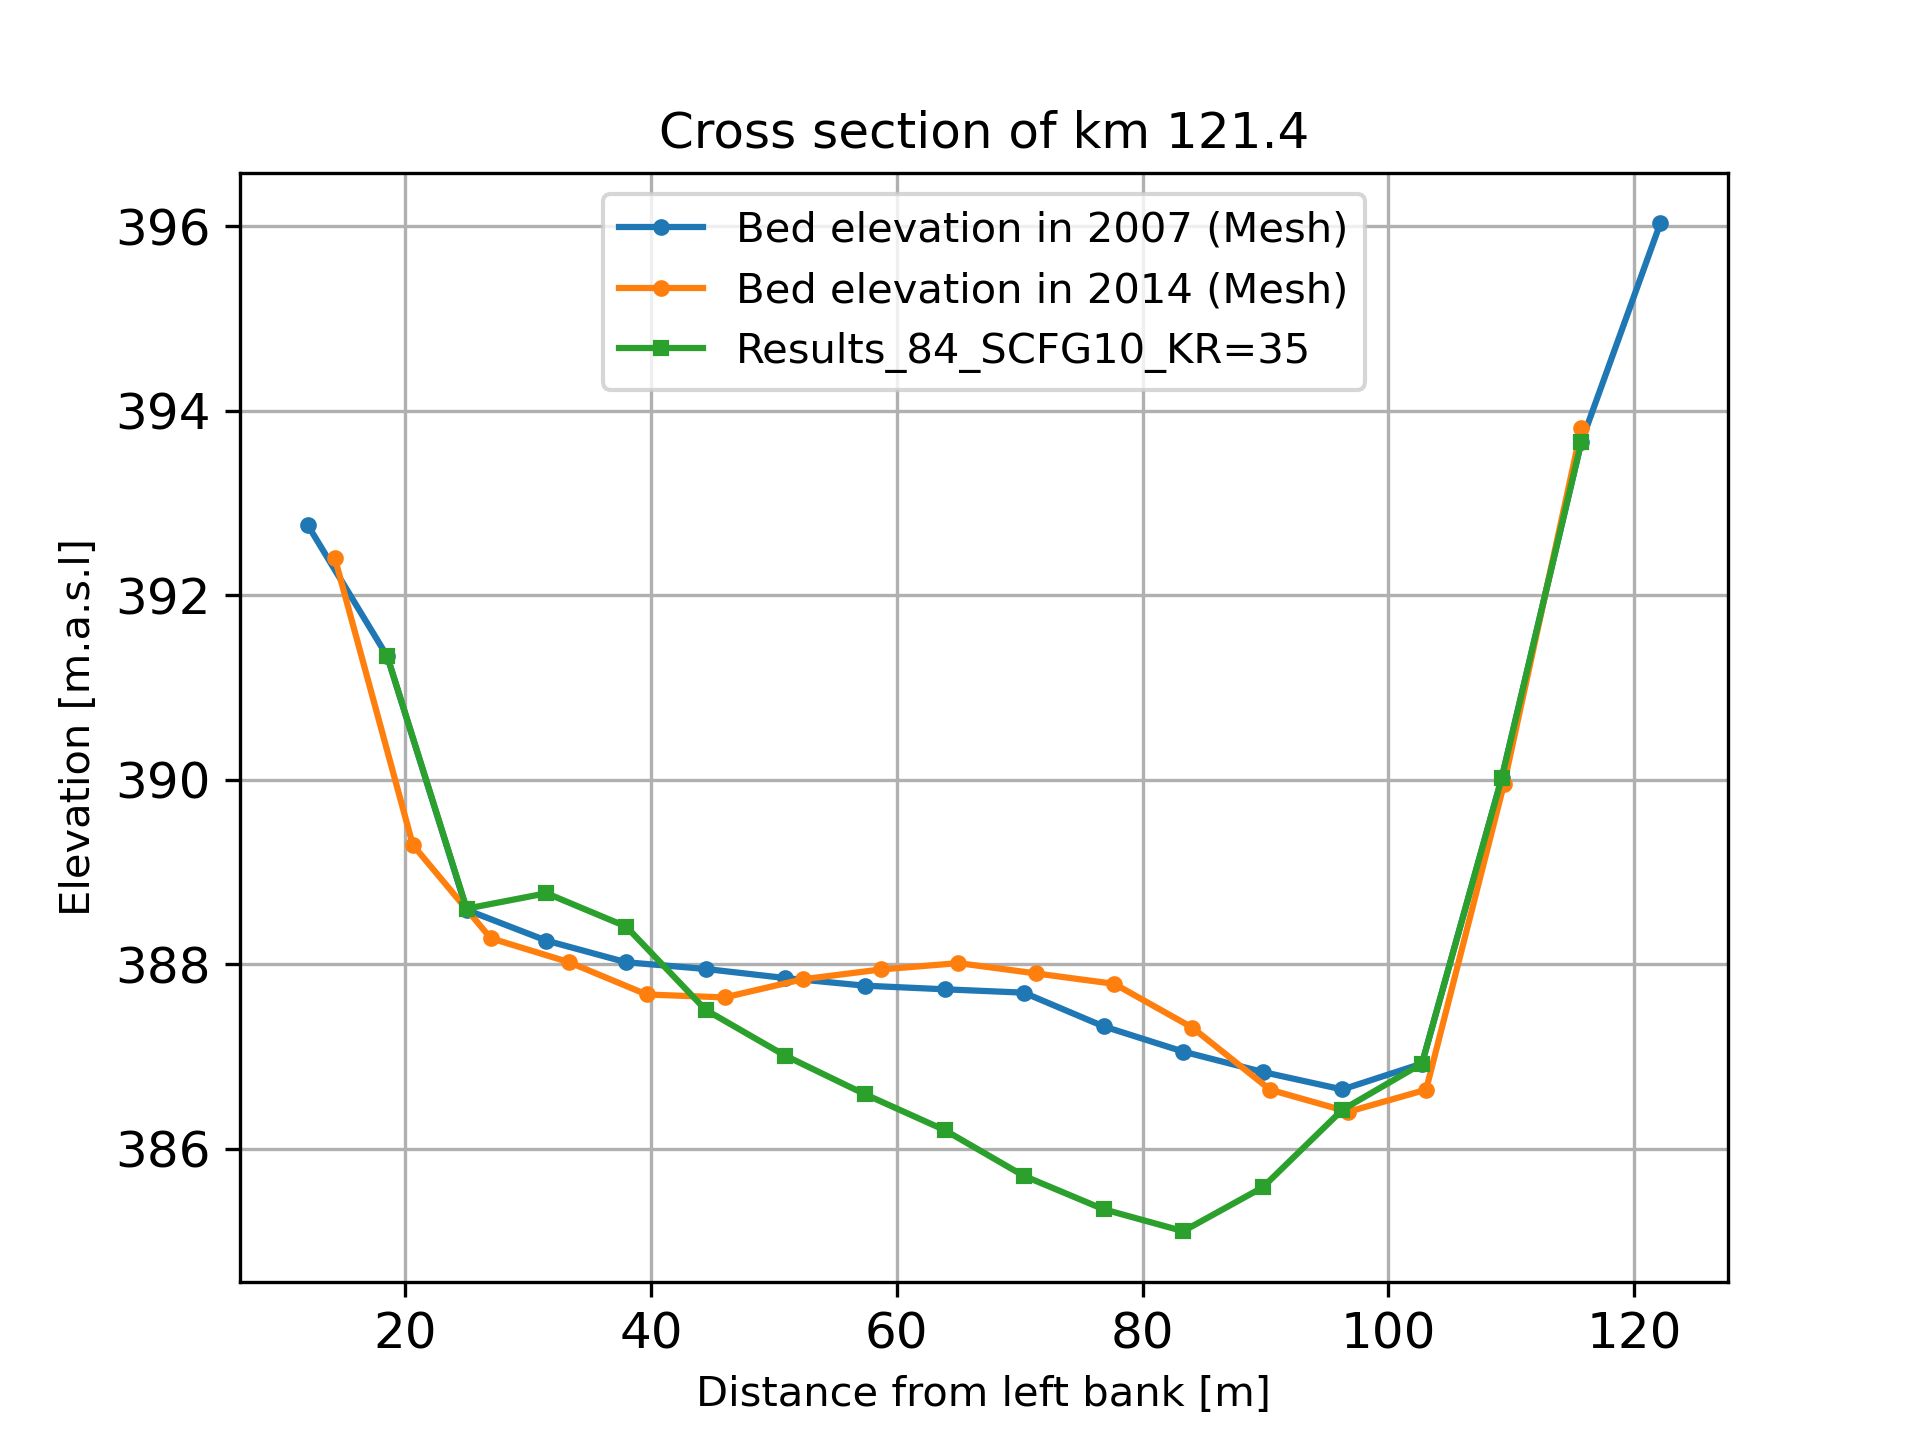 Cross section of km 121.4
Bed elevation in 2007 (Mesh)
Bed elevation in 2014 (Mesh)
Results_84_SCFG10_KR=35
396
394
392
390
388
386
Elevation [m.a.s.l]
20 40 60 80 100 120
Distance from left bank [m]